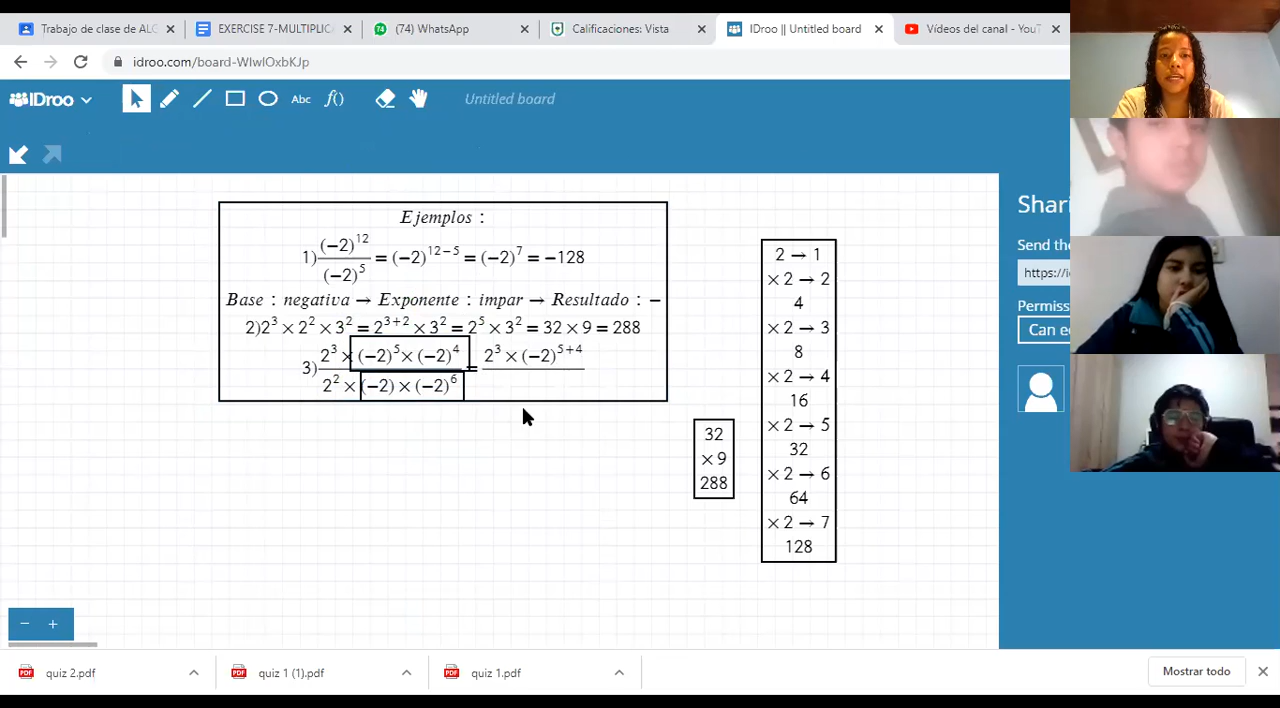 Trabajo de clase de ALG
EXERCISE 7-MULTIPLICA
(74) WhatsApp
Calificaciones: Vista
IDroo || Untitled board
Vídeos del canal - YouT
idroo.com/board-WIwlOxbKJp
IDroo
Abc
f()
Untitled board
Ejemplos :
1) (−2)^12 / (−2)^5 = (−2)^(12−5) = (−2)^7 = −128
Base : negativa → Exponente : impar → Resultado : −
2)2^3 × 2^2 × 3^2 = 2^(3+2) × 3^2 = 2^5 × 3^2 = 32 × 9 = 288
3) 2^3 × (−2)^5 × (−2)^4 / 2^2 × (−2) × (−2)^6 = 2^3 × (−2)^(5+4)
32
× 9
288
2 → 1
× 2 → 2
4
× 2 → 3
8
× 2 → 4
16
× 2 → 5
32
× 2 → 6
64
× 2 → 7
128
Shari
Send the
https://i
Permiss
Can e
− +
quiz 2.pdf
quiz 1 (1).pdf
quiz 1.pdf
Mostrar todo